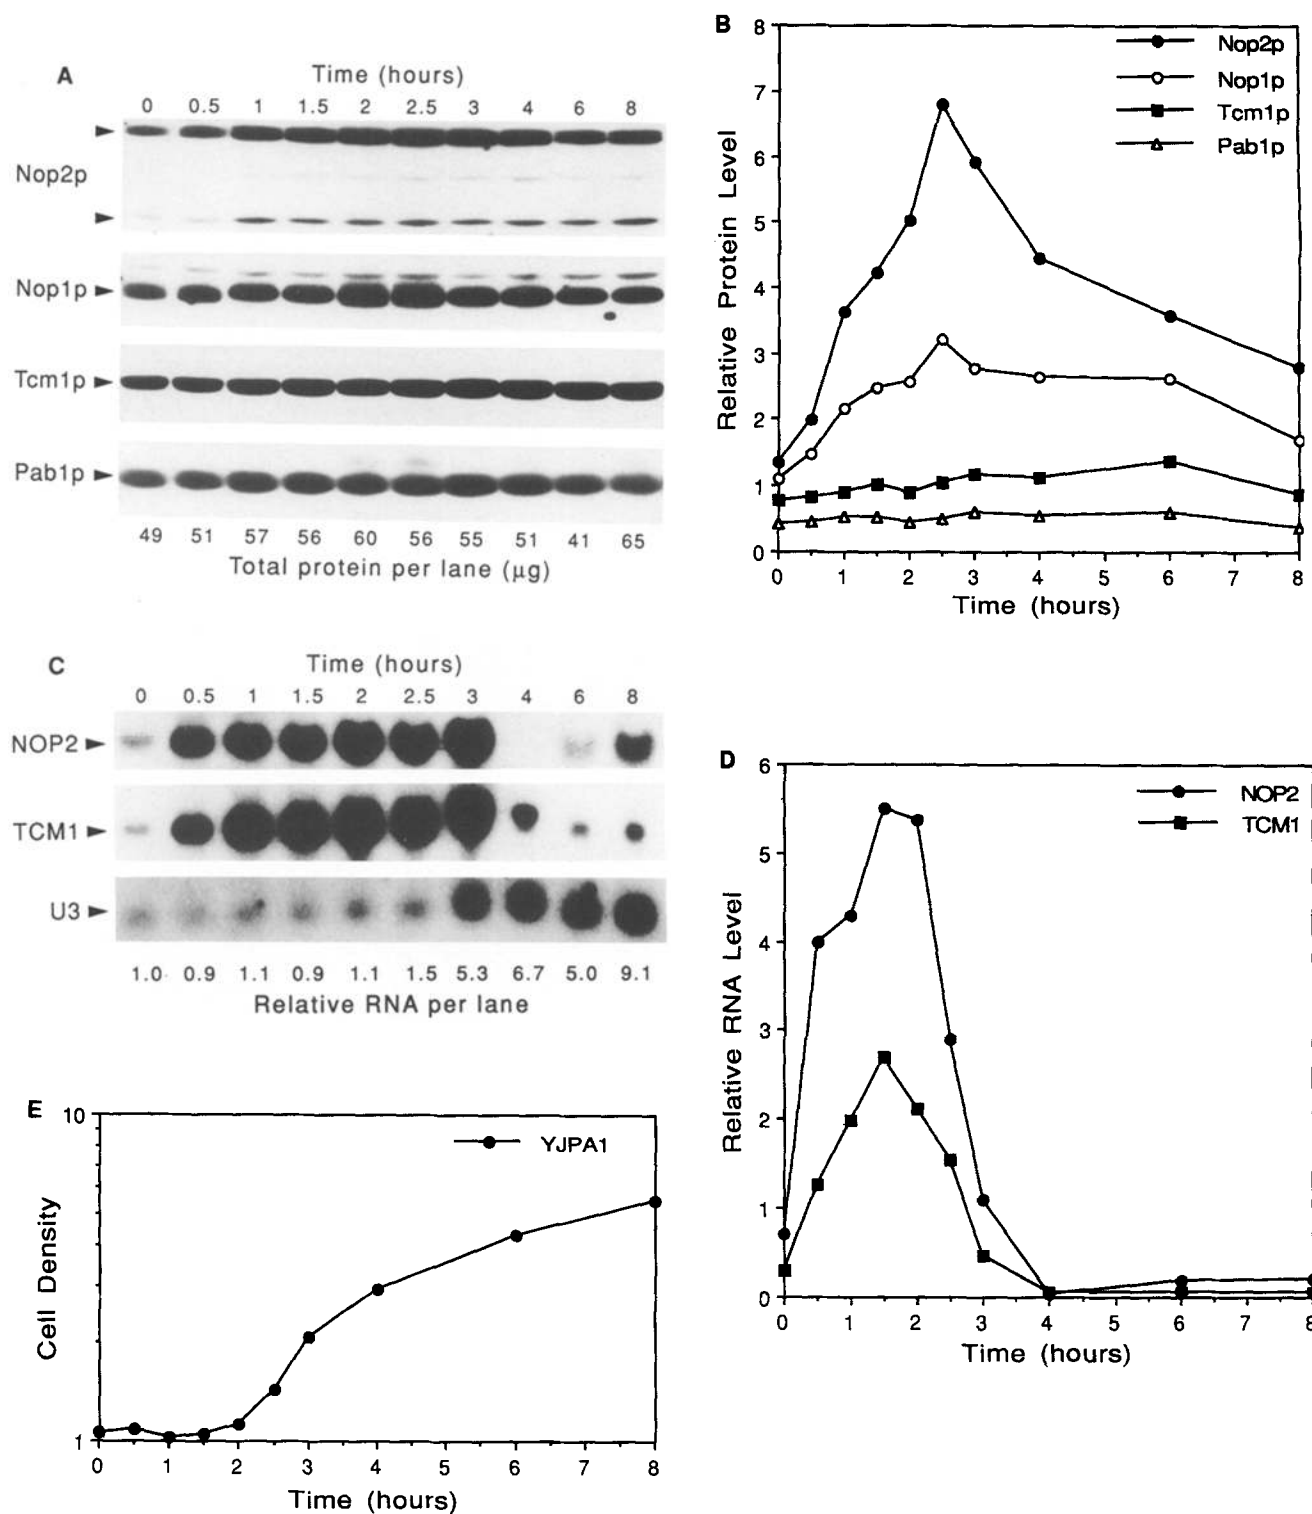 A
Time (hours)
0 0.5 1 1.5 2 2.5 3 4 6 8
Nop2p
Nop1p
Tcm1p
Pab1p
49 51 57 56 60 56 55 51 41 65
Total protein per lane (µg)
B
8
7
6
5
4
3
2
1
0
Relative Protein Level
Nop2p
Nop1p
Tcm1p
Pab1p
0 1 2 3 4 5 6 7 8
Time (hours)
C
Time (hours)
0 0.5 1 1.5 2 2.5 3 4 6 8
NOP2
TCM1
U3
1.0 0.9 1.1 0.9 1.1 1.5 5.3 6.7 5.0 9.1
Relative RNA per lane
D
6
5
4
3
2
1
0
Relative RNA Level
NOP2
TCM1
0 1 2 3 4 5 6 7 8
Time (hours)
E
10
1
Cell Density
YJPA1
0 1 2 3 4 5 6 7 8
Time (hours)